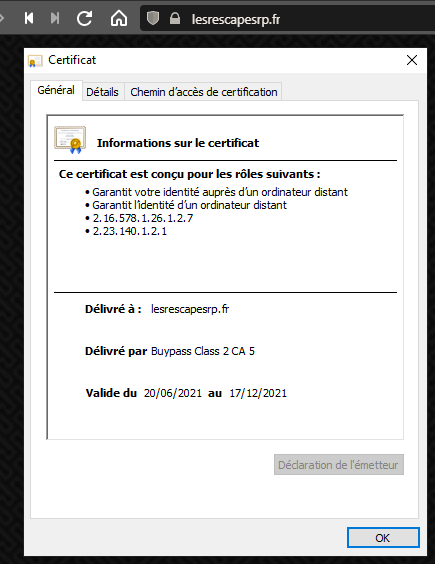 lesrescapesrp.fr
Certificat
Général Détails Chemin d'accès de certification
Informations sur le certificat
Ce certificat est conçu pour les rôles suivants :
• Garantit votre identité auprès d'un ordinateur distant
• Garantit l'identité d'un ordinateur distant
• 2.16.578.1.26.1.2.7
• 2.23.140.1.2.1
Délivré à : lesrescapesrp.fr
Délivré par Buypass Class 2 CA 5
Valide du 20/06/2021 au 17/12/2021
Déclaration de l'émetteur
OK